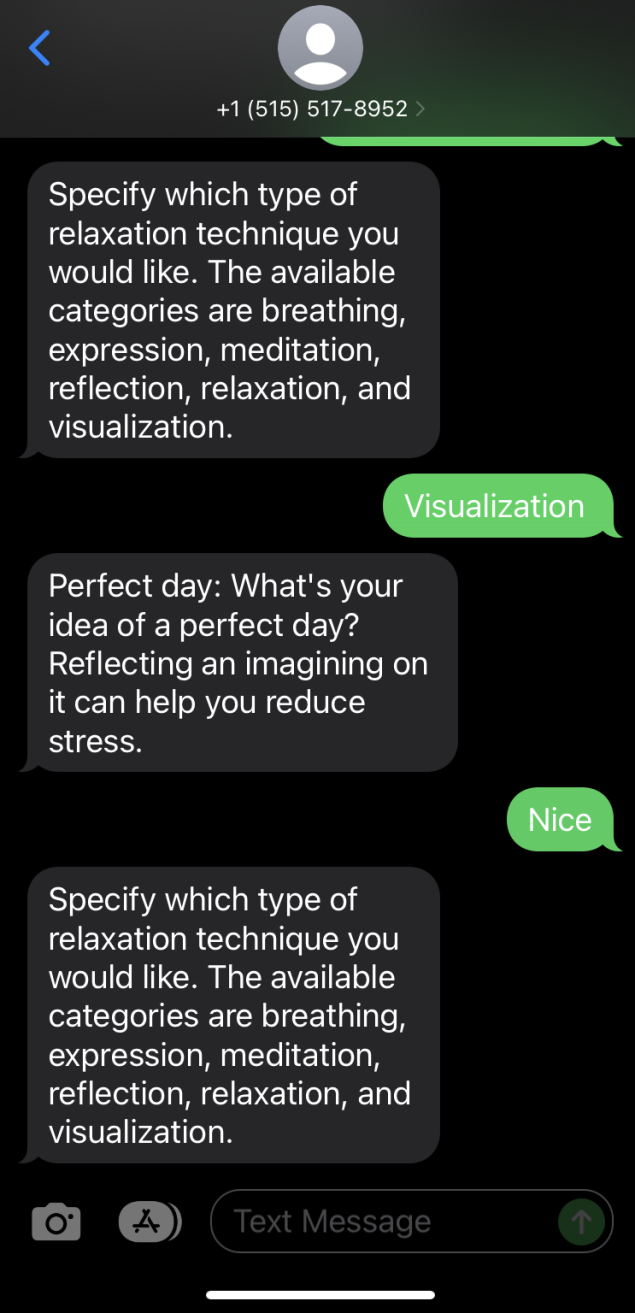 +1 (515) 517-8952
Specify which type of
relaxation technique you
would like. The available
categories are breathing,
expression, meditation,
reflection, relaxation, and
visualization.
Visualization
Perfect day: What's your
idea of a perfect day?
Reflecting an imagining on
it can help you reduce
stress.
Nice
Specify which type of
relaxation technique you
would like. The available
categories are breathing,
expression, meditation,
reflection, relaxation, and
visualization.
Text Message